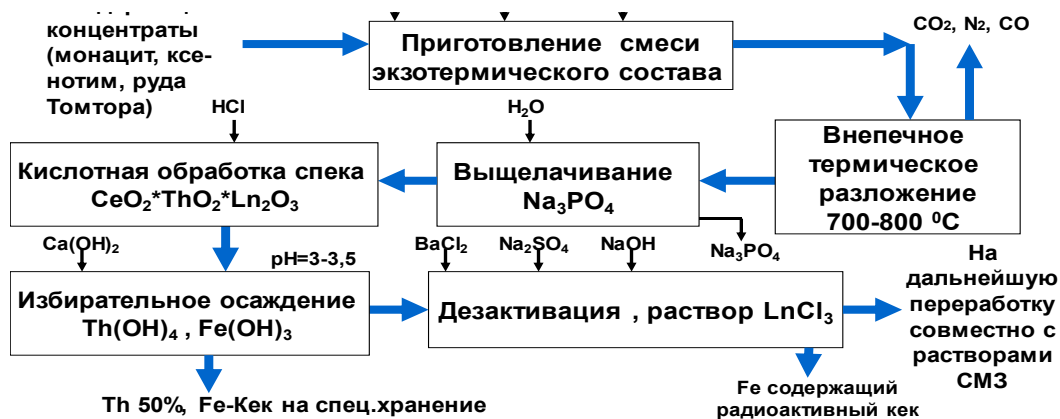 концентраты
(монацит, ксе-
нотим, руда
Томтора)
Приготовление смеси
экзотермического состава
CO₂, N₂, CO
HCl
H₂O
Кислотная обработка спека
CeO₂*ThO₂*Ln₂O₃
Выщелачивание
Na₃PO₄
Внепечное
термическое
разложение
700-800 ⁰C
Na₃PO₄
Ca(OH)₂
pH=3-3,5
BaCl₂
Na₂SO₄
NaOH
Избирательное осаждение
Th(OH)₄ , Fe(OH)₃
Дезактивация , раствор LnCl₃
На
дальнейшую
переработку
совместно с
растворами
СМЗ
Th 50%, Fe-Кек на спец.хранение
Fe содержащий
радиоактивный кек